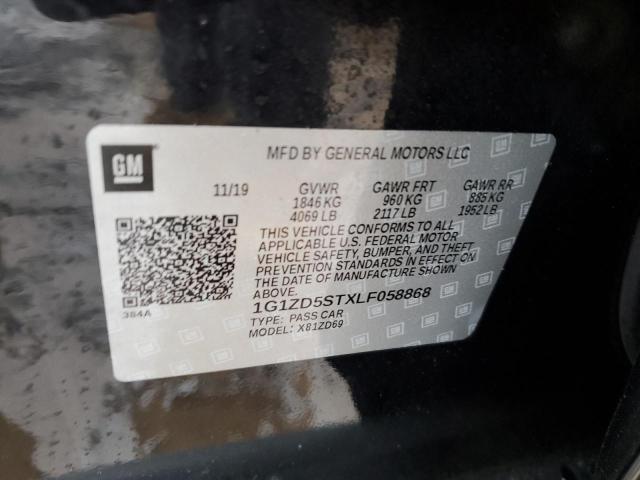 GM
MFD BY GENERAL MOTORS LLC
11/19 GVWR GAWR FRT GAWR RR
1846 KG 960 KG 885 KG
4069 LB 2117 LB 1952 LB
THIS VEHICLE CONFORMS TO ALL
APPLICABLE U.S. FEDERAL MOTOR
VEHICLE SAFETY, BUMPER, AND THEFT
PREVENTION STANDARDS IN EFFECT ON
THE DATE OF MANUFACTURE SHOWN
ABOVE.
384A
1G1ZD5STXLF058868
TYPE: PASS CAR
MODEL: X81ZD69